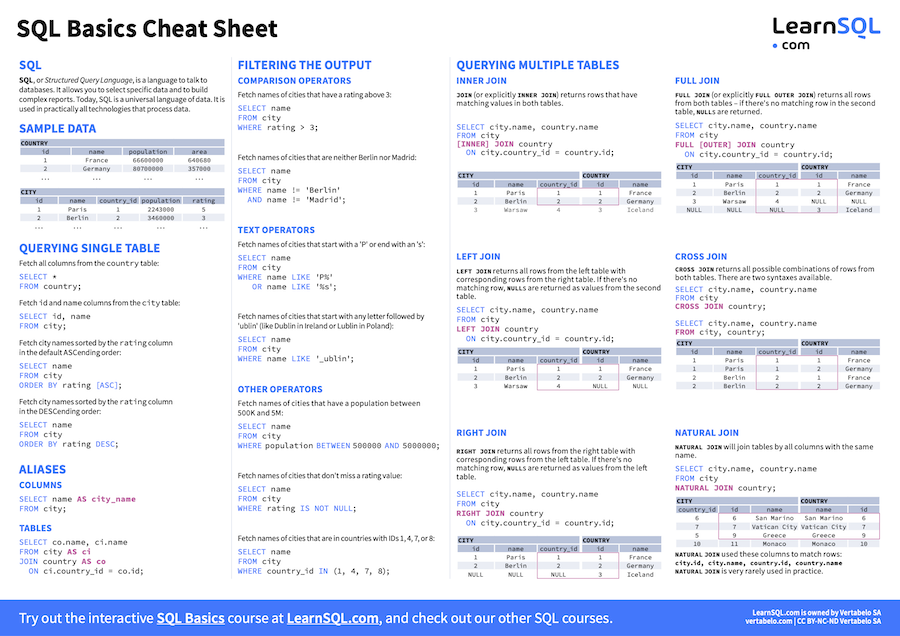 SQL Basics Cheat Sheet
LearnSQL
.com
SQL
SQL, or Structured Query Language, is a language to talk to
databases. It allows you to select specific data and to build
complex reports. Today, SQL is a universal language of data. It is
used in practically all technologies that process data.
SAMPLE DATA
COUNTRY
id name population area
1 France 66600000 640680
2 Germany 80700000 357000
... ... ... ...
CITY
id name country_id population rating
1 Paris 1 2243000 5
2 Berlin 2 3460000 3
... ... ... ... ...
QUERYING SINGLE TABLE
Fetch all columns from the country table:
SELECT *
FROM country;
Fetch id and name columns from the city table:
SELECT id, name
FROM city;
Fetch city names sorted by the rating column
in the default ASCending order:
SELECT name
FROM city
ORDER BY rating [ASC];
Fetch city names sorted by the rating column
in the DESCending order:
SELECT name
FROM city
ORDER BY rating DESC;
ALIASES
COLUMNS
SELECT name AS city_name
FROM city;
TABLES
SELECT co.name, ci.name
FROM city AS ci
JOIN country AS co
ON ci.country_id = co.id;
FILTERING THE OUTPUT
COMPARISON OPERATORS
Fetch names of cities that have a rating above 3:
SELECT name
FROM city
WHERE rating > 3;
Fetch names of cities that are neither Berlin nor Madrid:
SELECT name
FROM city
WHERE name != 'Berlin'
AND name != 'Madrid';
TEXT OPERATORS
Fetch names of cities that start with a 'P' or end with an 's':
SELECT name
FROM city
WHERE name LIKE 'P%'
OR name LIKE '%s';
Fetch names of cities that start with any letter followed by
'ublin' (like Dublin in Ireland or Lublin in Poland):
SELECT name
FROM city
WHERE name LIKE '_ublin';
OTHER OPERATORS
Fetch names of cities that have a population between
500K and 5M:
SELECT name
FROM city
WHERE population BETWEEN 500000 AND 5000000;
Fetch names of cities that don't miss a rating value:
SELECT name
FROM city
WHERE rating IS NOT NULL;
Fetch names of cities that are in countries with IDs 1, 4, 7, or 8:
SELECT name
FROM city
WHERE country_id IN (1, 4, 7, 8);
QUERYING MULTIPLE TABLES
INNER JOIN
JOIN (or explicitly INNER JOIN) returns rows that have
matching values in both tables.
SELECT city.name, country.name
FROM city
[INNER] JOIN country
ON city.country_id = country.id;
CITY COUNTRY
id name country_id id name
1 Paris 1 1 France
2 Berlin 2 2 Germany
3 Warsaw 4 3 Iceland
LEFT JOIN
LEFT JOIN returns all rows from the left table with
corresponding rows from the right table. If there's no
matching row, NULLs are returned as values from the second
table.
SELECT city.name, country.name
FROM city
LEFT JOIN country
ON city.country_id = country.id;
CITY COUNTRY
id name country_id id name
1 Paris 1 1 France
2 Berlin 2 2 Germany
3 Warsaw 4 NULL NULL
RIGHT JOIN
RIGHT JOIN returns all rows from the right table with
corresponding rows from the left table. If there's no
matching row, NULLs are returned as values from the left
table.
SELECT city.name, country.name
FROM city
RIGHT JOIN country
ON city.country_id = country.id;
CITY COUNTRY
id name country_id id name
1 Paris 1 1 France
2 Berlin 2 2 Germany
NULL NULL NULL 3 Iceland
FULL JOIN
FULL JOIN (or explicitly FULL OUTER JOIN) returns all rows
from both tables – if there's no matching row in the second
table, NULLs are returned.
SELECT city.name, country.name
FROM city
FULL [OUTER] JOIN country
ON city.country_id = country.id;
CITY COUNTRY
id name country_id id name
1 Paris 1 1 France
2 Berlin 2 2 Germany
3 Warsaw 4 NULL NULL
NULL NULL NULL 3 Iceland
CROSS JOIN
CROSS JOIN returns all possible combinations of rows from
both tables. There are two syntaxes available.
SELECT city.name, country.name
FROM city
CROSS JOIN country;
SELECT city.name, country.name
FROM city, country;
CITY COUNTRY
id name country_id id name
1 Paris 1 1 France
1 Paris 1 2 Germany
2 Berlin 2 1 France
2 Berlin 2 2 Germany
NATURAL JOIN
NATURAL JOIN will join tables by all columns with the same
name.
SELECT city.name, country.name
FROM city
NATURAL JOIN country;
CITY COUNTRY
country_id id name name id
6 6 San Marino San Marino 6
7 7 Vatican City Vatican City 7
5 9 Greece Greece 9
10 11 Monaco Monaco 10
NATURAL JOIN used these columns to match rows:
city.id, city.name, country.id, country.name
NATURAL JOIN is very rarely used in practice.
Try out the interactive SQL Basics course at LearnSQL.com, and check out our other SQL courses.
LearnSQL.com is owned by Vertabelo SA
vertabelo.com | CC BY-NC-ND Vertabelo SA